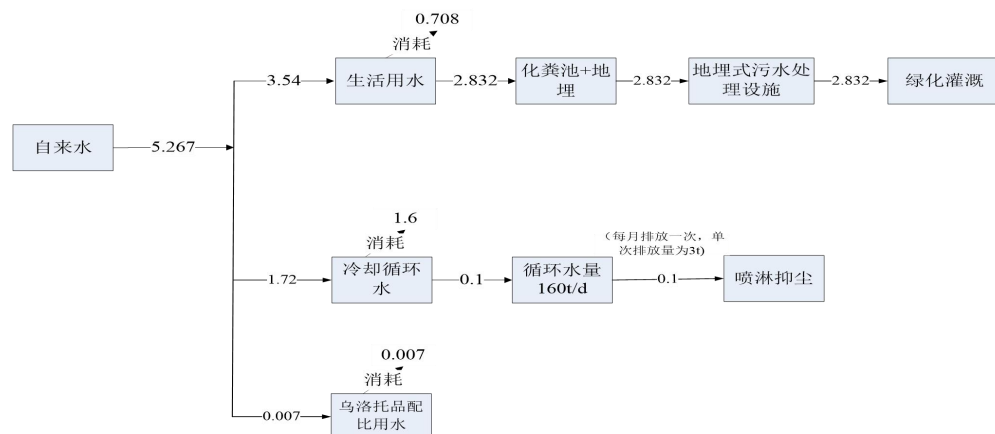 0.708
消耗
3.54
生活用水
2.832
化粪池+地
埋
2.832
地埋式污水处
理设施
2.832
绿化灌溉
自来水
5.267
1.6
消耗
1.72
冷却循环
水
0.1
循环水量
160t/d
（每月排放一次，单
次排放量为3t)
0.1
喷淋抑尘
0.007
消耗
0.007
乌洛托品配
比用水